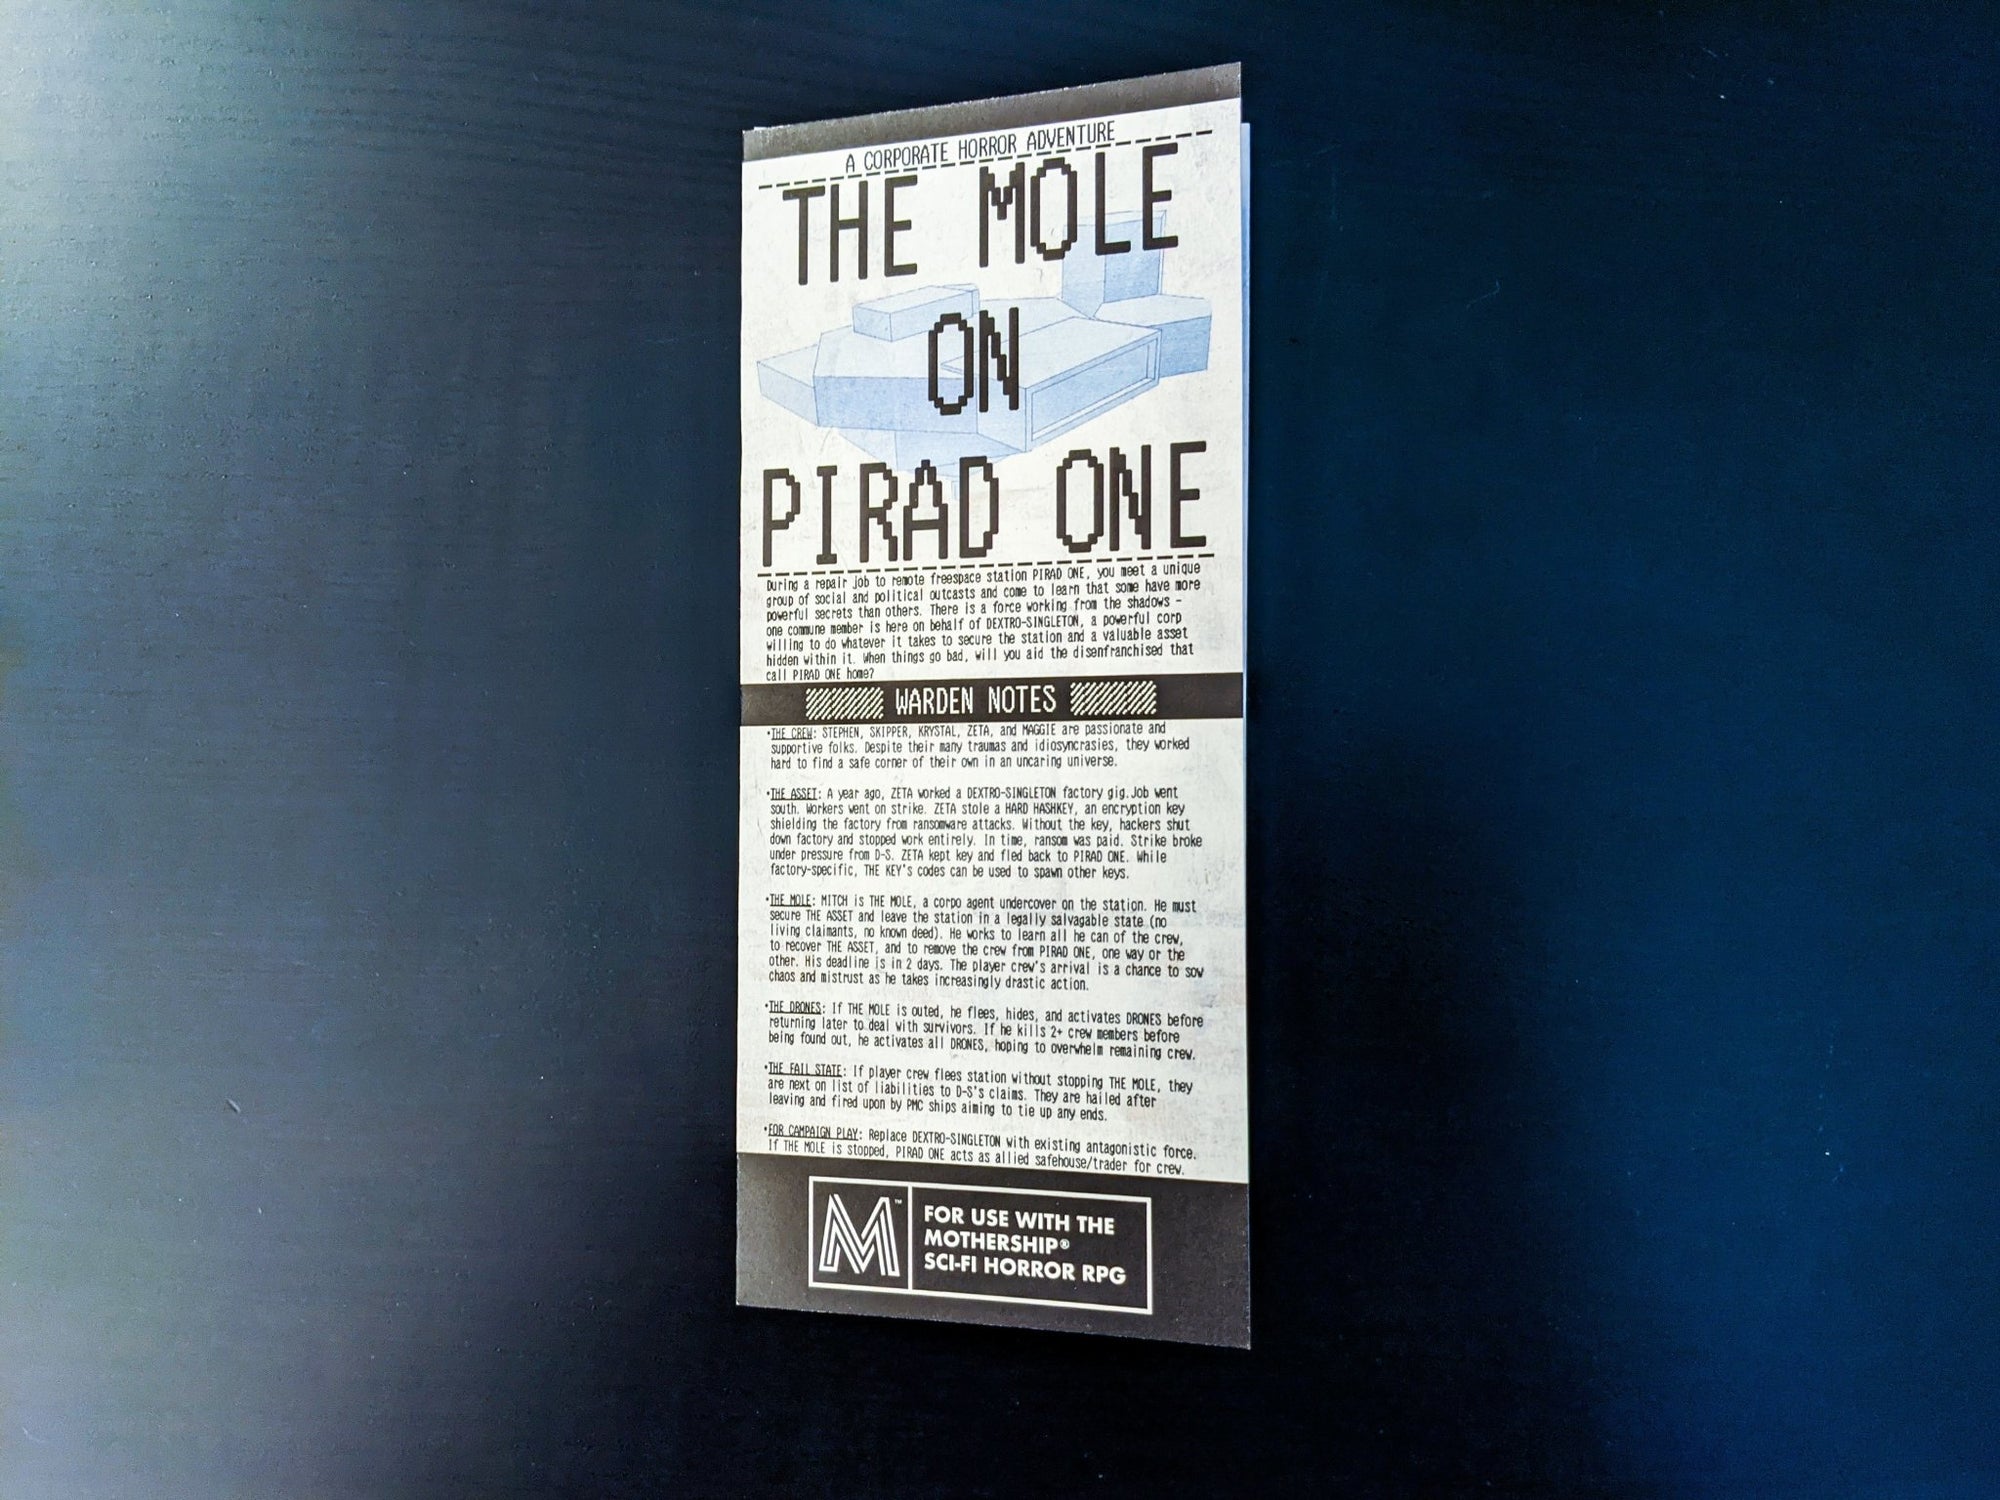 A CORPORATE HORROR ADVENTURE
THE MOLE
ON
PIRAD ONE
During a repair job to remote freespace station PIRAD ONE, you meet a unique
group of social and political outcasts and come to learn that some have more
powerful secrets than others. There is a force working from the shadows -
one commune member is here on behalf of DEXTRO-SINGLETON, a powerful corp
willing to do whatever it takes to secure the station and a valuable asset
hidden within it. When things go bad, will you aid the disenfranchised that
call PIRAD ONE home?
WARDEN NOTES
•THE CREW: STEPHEN, SKIPPER, KRYSTAL, ZETA, and MAGGIE are passionate and
supportive folks. Despite their many traumas and idiosyncrasies, they worked
hard to find a safe corner of their own in an uncaring universe.
•THE ASSET: A year ago, ZETA worked a DEXTRO-SINGLETON factory gig.Job went
south. Workers went on strike. ZETA stole a HARD HASHKEY, an encryption key
shielding the factory from ransomware attacks. Without the key, hackers shut
down factory and stopped work entirely. In time, ransom was paid. Strike broke
under pressure from D-S. ZETA kept key and fled back to PIRAD ONE. While
factory-specific, THE KEY's codes can be used to spawn other keys.
•THE MOLE: MITCH is THE MOLE, a corpo agent undercover on the station. He must
secure THE ASSET and leave the station in a legally salvagable state (no
living claimants, no known deed). He works to learn all he can of the crew,
to recover THE ASSET, and to remove the crew from PIRAD ONE, one way or the
other. His deadline is in 2 days. The player crew's arrival is a chance to sow
chaos and mistrust as he takes increasingly drastic action.
•THE DRONES: If THE MOLE is outed, he flees, hides, and activates DRONES before
returning later to deal with survivors. If he kills 2+ crew members before
being found out, he activates all DRONES, hoping to overwhelm remaining crew.
•THE FAIL STATE: If player crew flees station without stopping THE MOLE, they
are next on list of liabilities to D-S's claims. They are hailed after
leaving and fired upon by PMC ships aiming to tie up any ends.
•FOR CAMPAIGN PLAY: Replace DEXTRO-SINGLETON with existing antagonistic force.
If THE MOLE is stopped, PIRAD ONE acts as allied safehouse/trader for crew.
M™
FOR USE WITH THE
MOTHERSHIP®
SCI-FI HORROR RPG